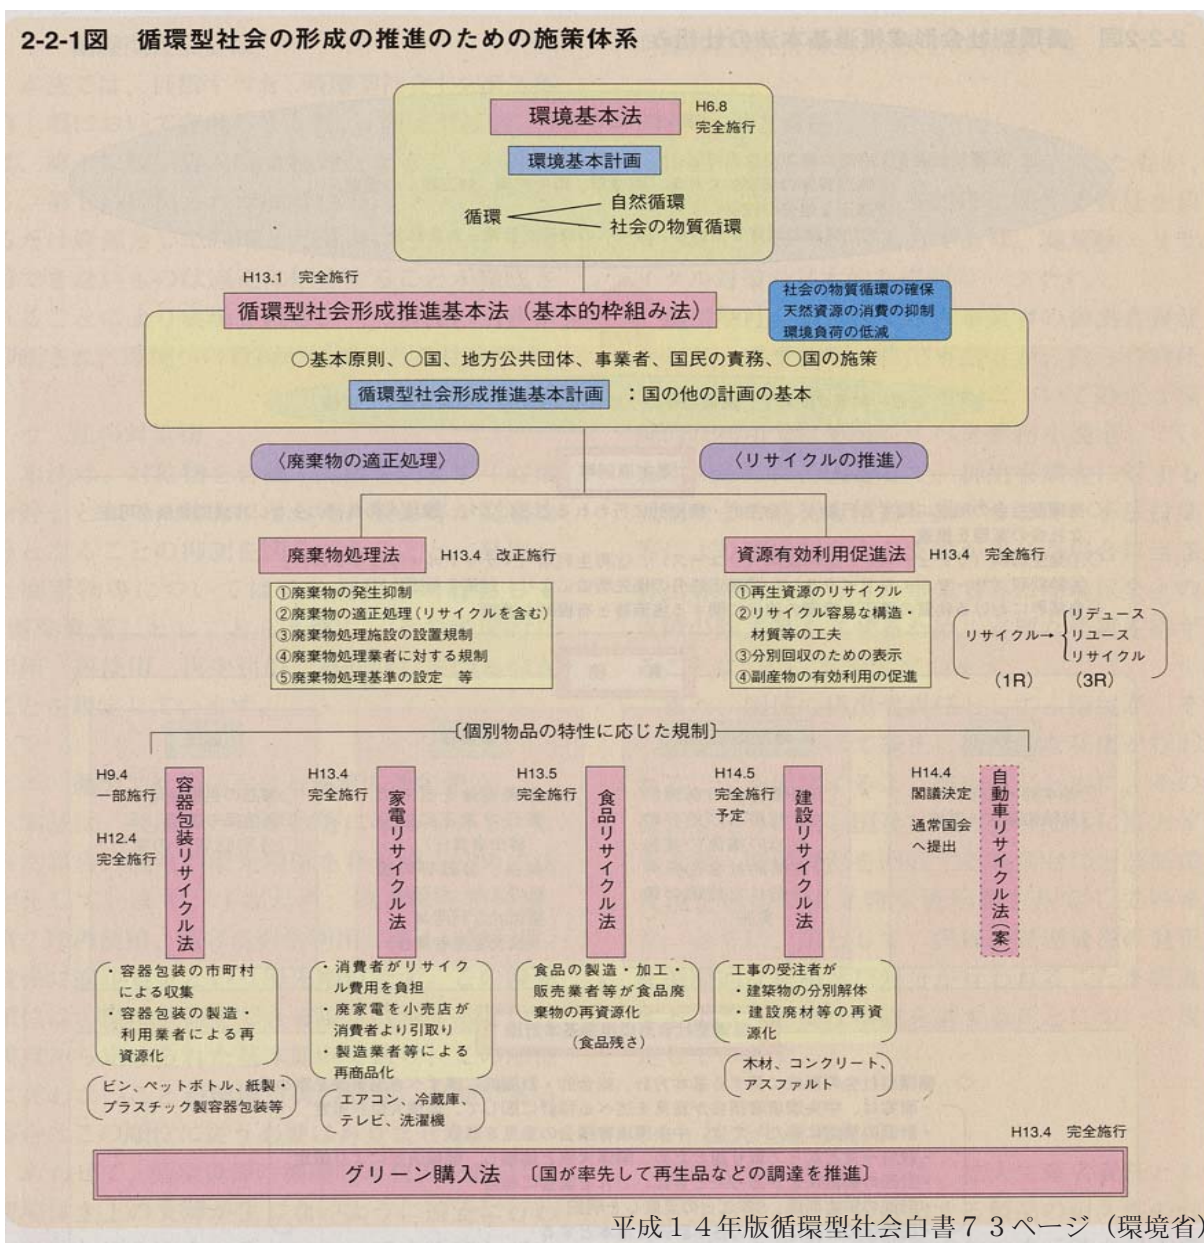 2-2-1図 循環型社会の形成の推進のための施策体系
環境基本法
H6.8
完全施行
環境基本計画
循環
自然循環
社会の物質循環
H13.1 完全施行
循環型社会形成推進基本法（基本的枠組み法）
社会の物質循環の確保
天然資源の消費の抑制
環境負荷の低減
○基本原則、○国、地方公共団体、事業者、国民の責務、○国の施策
循環型社会形成推進基本計画 ：国の他の計画の基本
〈廃棄物の適正処理〉
〈リサイクルの推進〉
廃棄物処理法
H13.4 改正施行
①廃棄物の発生抑制
②廃棄物の適正処理(リサイクルを含む)
③廃棄物処理施設の設置規制
④廃棄物処理業者に対する規制
⑤廃棄物処理基準の設定 等
資源有効利用促進法
H13.4 完全施行
①再生資源のリサイクル
②リサイクル容易な構造・
材質等の工夫
③分別回収のための表示
④副産物の有効利用の促進
リサイクル→
リデュース
リユース
リサイクル
（1R）
（3R）
〔個別物品の特性に応じた規制〕
H9.4
一部施行
H12.4
完全施行
容器包装リサイクル法
・容器包装の市町村
による収集
・容器包装の製造・
利用業者による再
資源化
ビン、ペットボトル、紙製・
プラスチック製容器包装等
H13.4
完全施行
家電リサイクル法
・消費者がリサイク
ル費用を負担
・廃家電を小売店が
消費者より引取り
・製造業者等による
再商品化
エアコン、冷蔵庫、
テレビ、洗濯機
H13.5
完全施行
食品リサイクル法
食品の製造・加工・
販売業者等が食品廃
棄物の再資源化
(食品残さ)
H14.5
完全施行
予定
建設リサイクル法
工事の受注者が
・建築物の分別解体
・建設廃材等の再資
源化
木材、コンクリート、
アスファルト
H14.4
閣議決定
通常国会
へ提出
自動車リサイクル法(案)
H13.4 完全施行
グリーン購入法 〔国が率先して再生品などの調達を推進〕
平成１４年版循環型社会白書７３ページ（環境省）